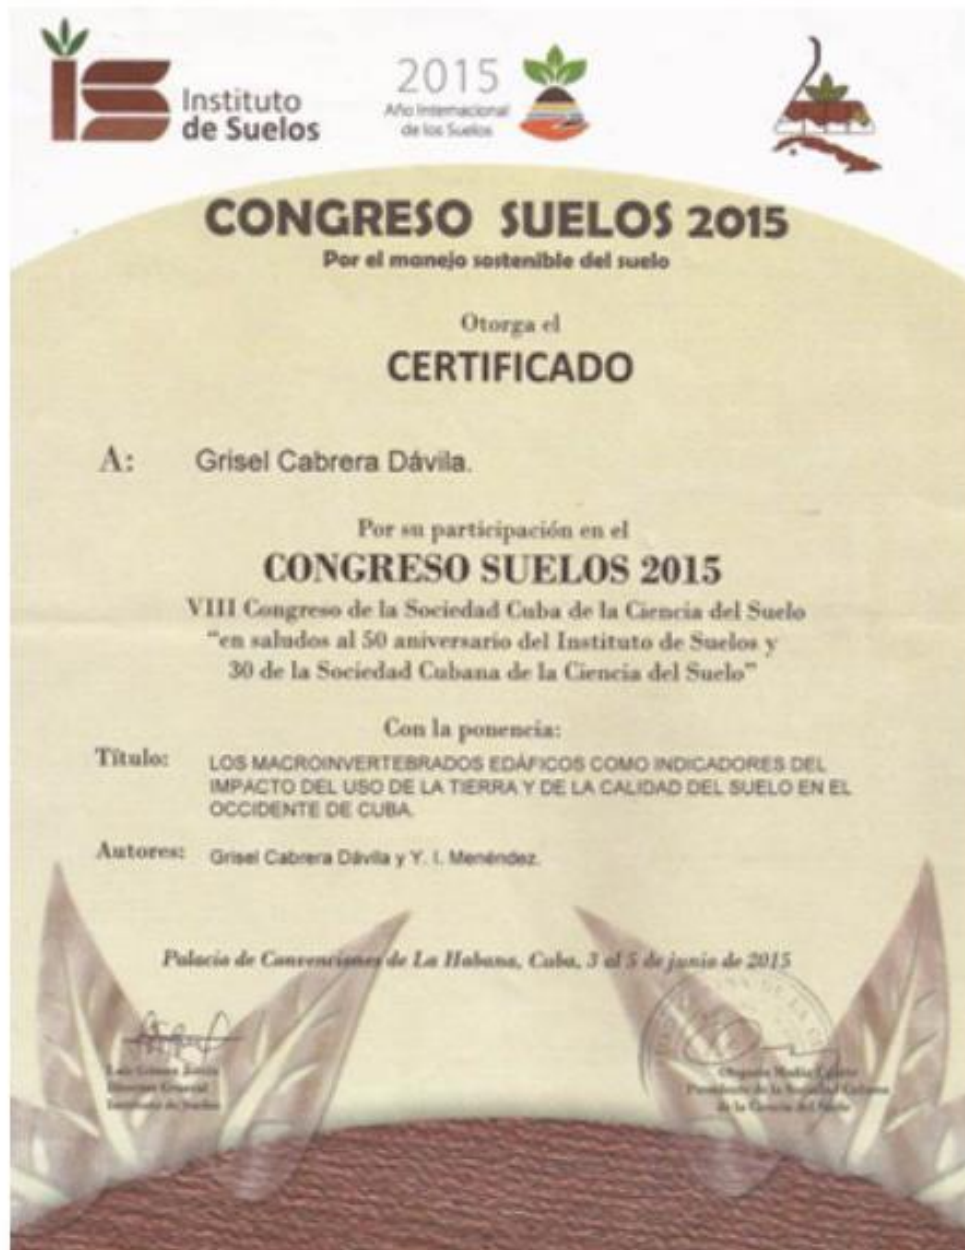 IS Instituto
de Suelos
2015
Año Internacional
de los Suelos
CONGRESO SUELOS 2015
Por el manejo sostenible del suelo
Otorga el
CERTIFICADO
A: Grisel Cabrera Dávila.
Por su participación en el
CONGRESO SUELOS 2015
VIII Congreso de la Sociedad Cuba de la Ciencia del Suelo
“en saludos al 50 aniversario del Instituto de Suelos y
30 de la Sociedad Cubana de la Ciencia del Suelo”
Con la ponencia:
Título: LOS MACROINVERTEBRADOS EDÁFICOS COMO INDICADORES DEL
IMPACTO DEL USO DE LA TIERRA Y DE LA CALIDAD DEL SUELO EN EL
OCCIDENTE DE CUBA.
Autores: Grisel Cabrera Dávila y Y. I. Menéndez.
Palacio de Convenciones de La Habana, Cuba, 3 al 5 de junio de 2015
Luis Gómez
Director General
Instituto de Suelos
Olegario Muñiz
Presidente de la Sociedad Cubana
de la Ciencia del Suelo